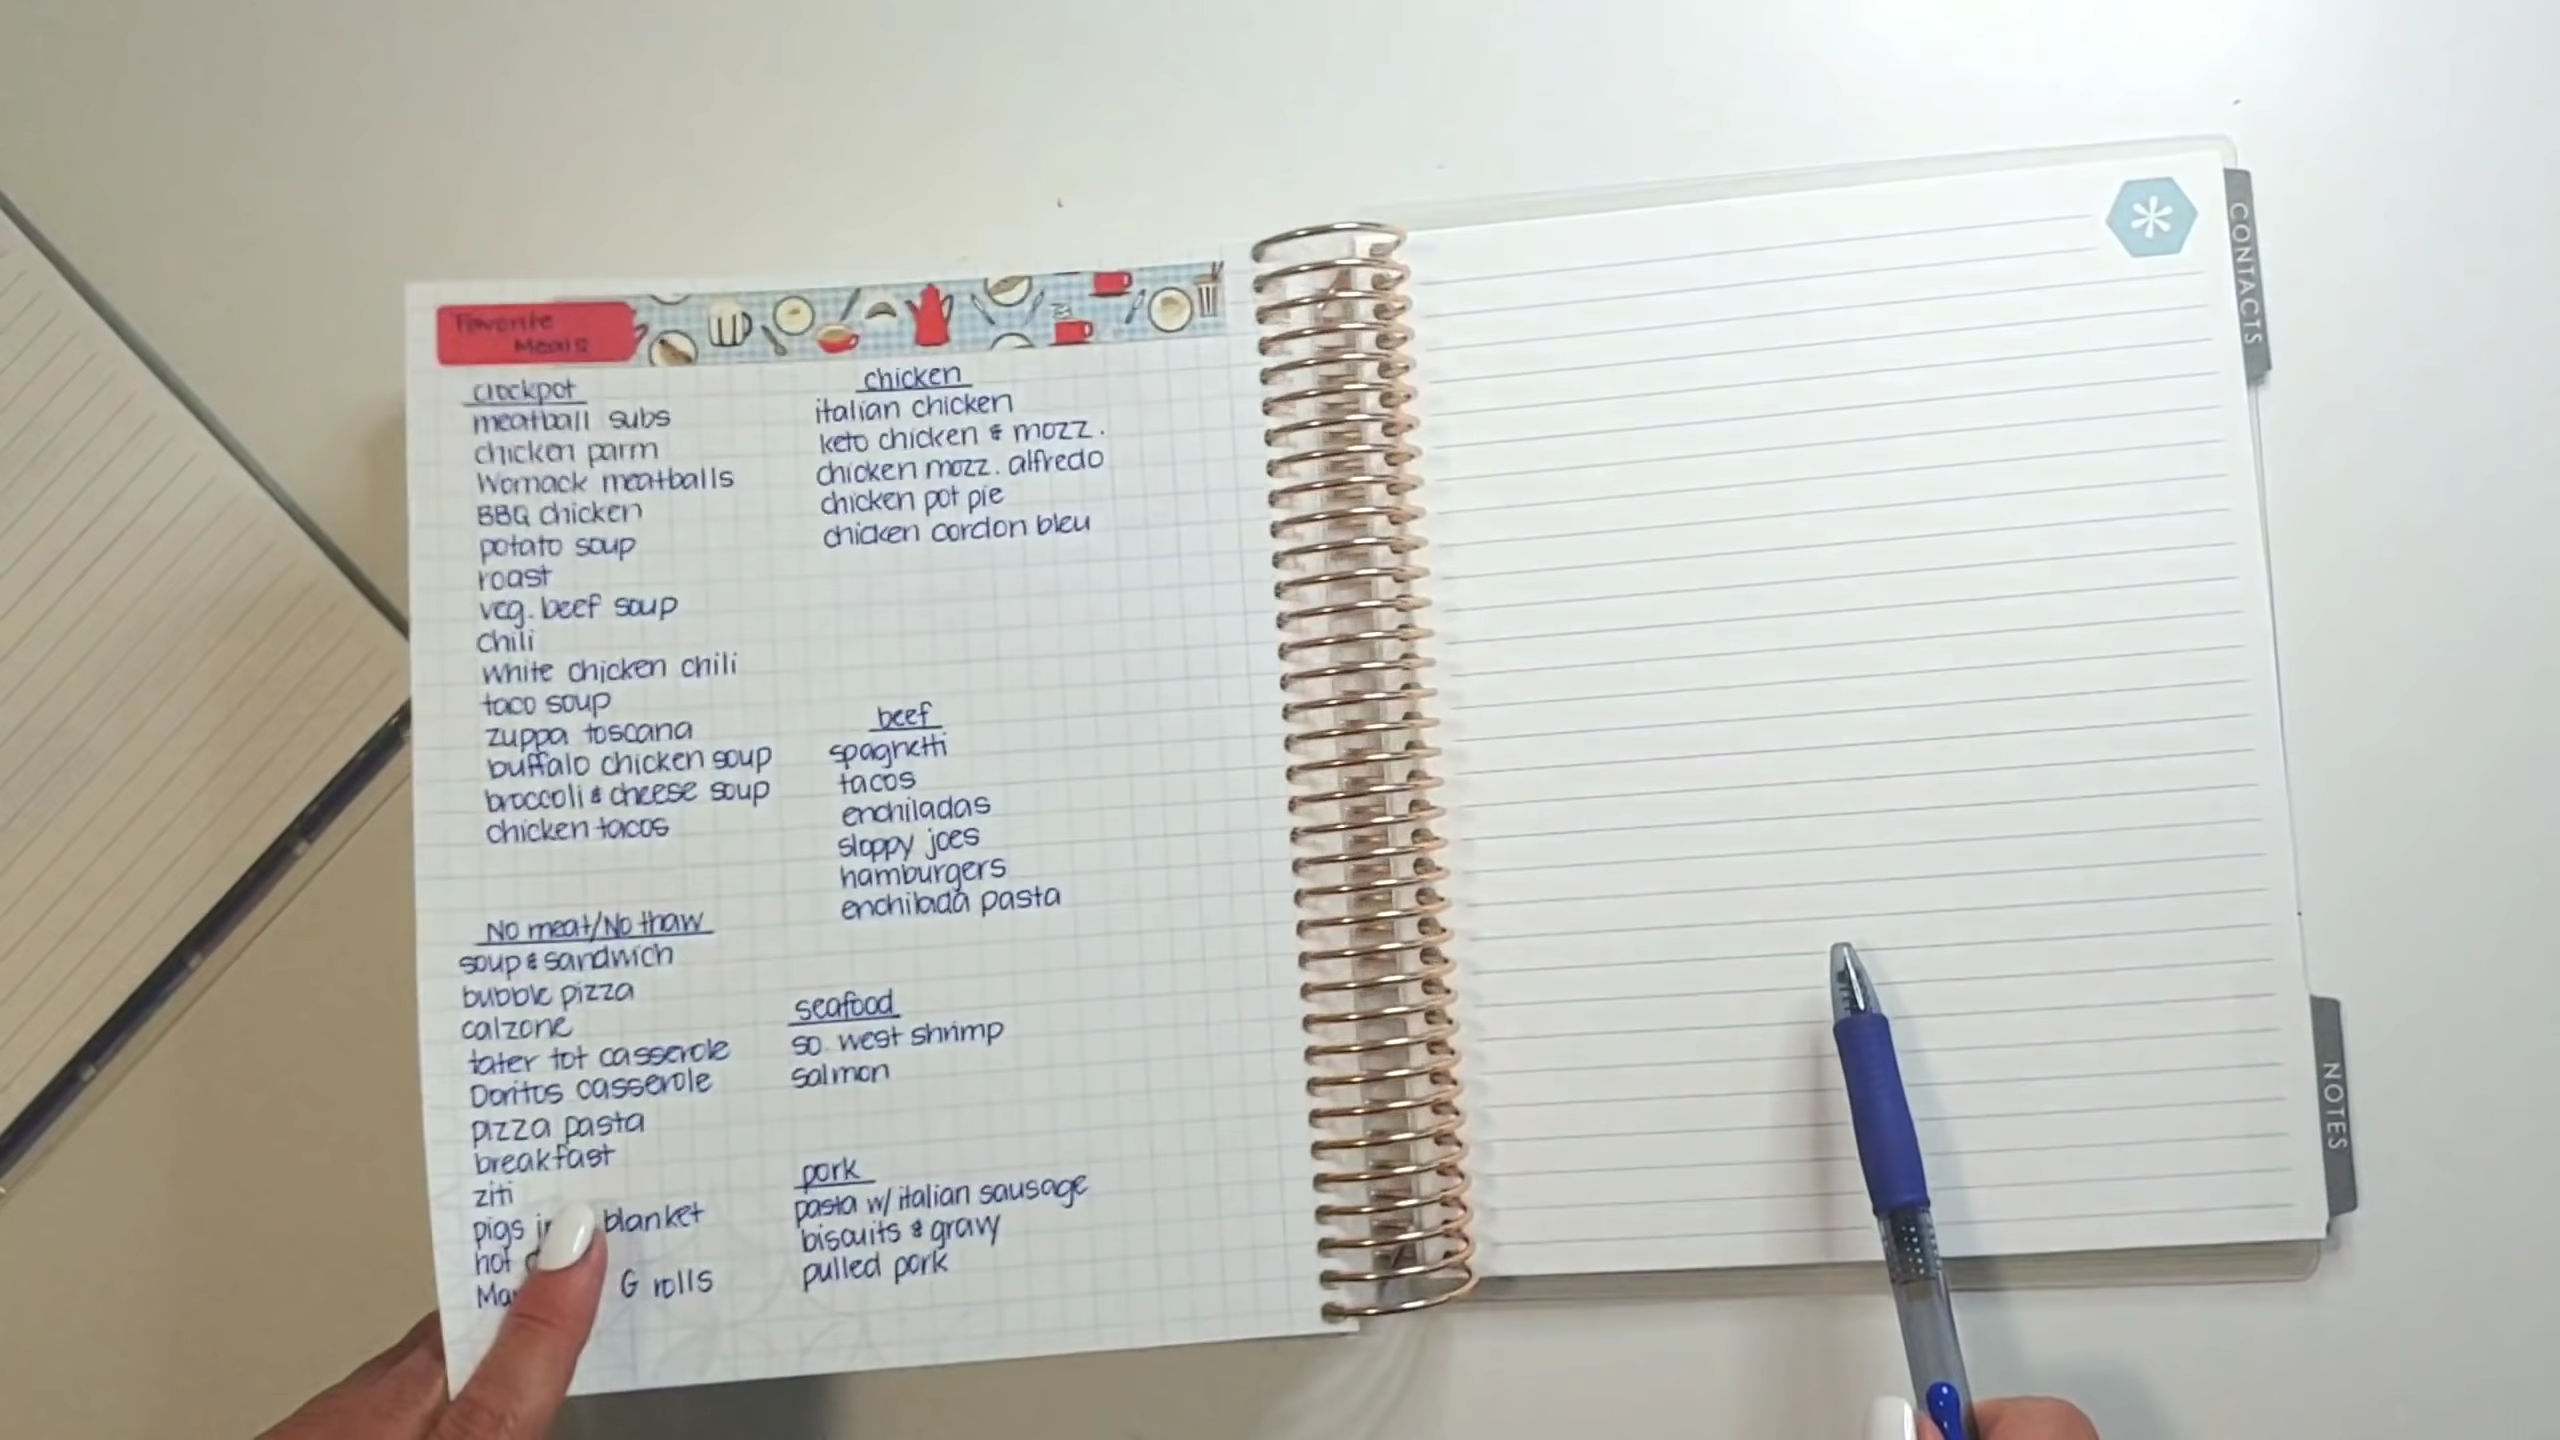 Favorite
Meals
crockpot
meatball subs
chicken parm
Womack meatballs
BBQ chicken
potato soup
roast
veg. beef soup
chili
white chicken chili
taco soup
zuppa toscana
buffalo chicken soup
broccoli & cheese soup
chicken tacos
No meat/No thaw
soup & sandwich
bubble pizza
calzone
tater tot casserole
Doritos casserole
pizza pasta
breakfast
ziti
pigs blanket
hot
G rolls
chicken
italian chicken
keto chicken & mozz.
chicken mozz. alfredo
chicken pot pie
chicken cordon bleu
beef
spaghetti
tacos
enchiladas
sloppy joes
hamburgers
enchilada pasta
seafood
so. west shrimp
salmon
pork
pasta w/ italian sausage
biscuits & gravy
pulled pork
CONTACTS
NOTES